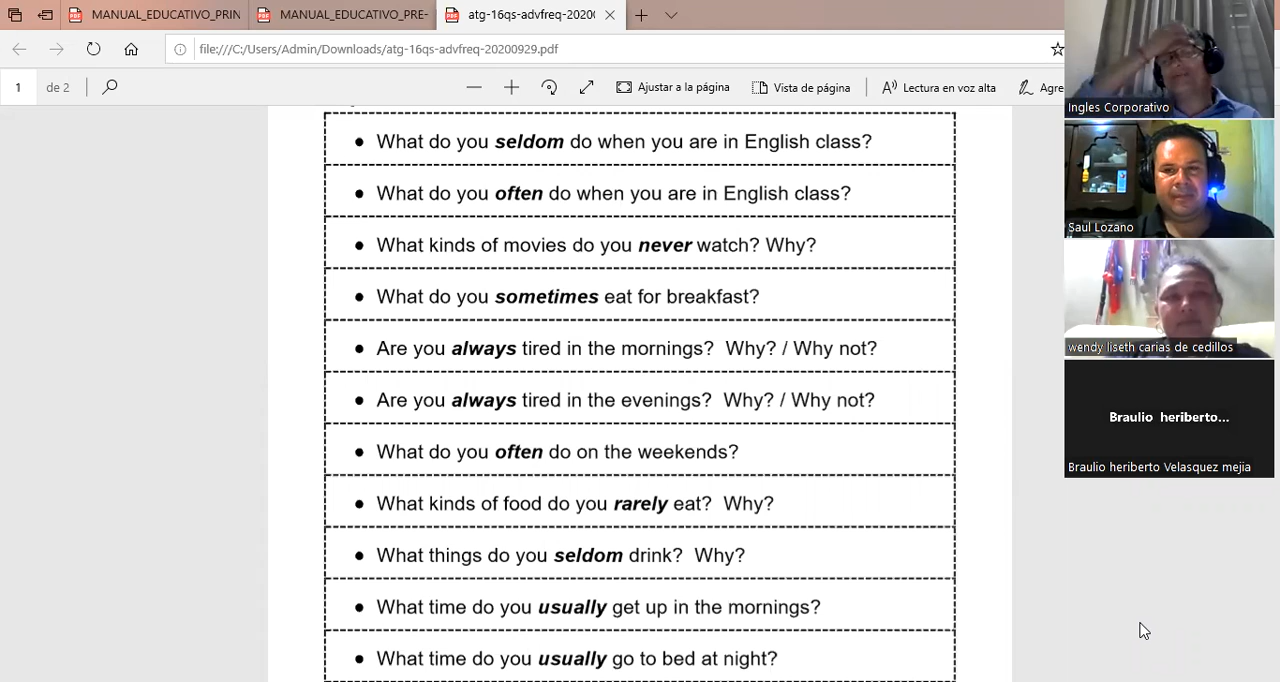 MANUAL_EDUCATIVO_PRIN
MANUAL_EDUCATIVO_PRE-
atg-16qs-advfreq-20200
file:///C:/Users/Admin/Downloads/atg-16qs-advfreq-20200929.pdf
1 de 2
Ajustar a la página
Vista de página
Lectura en voz alta
Agre
• What do you seldom do when you are in English class?
• What do you often do when you are in English class?
• What kinds of movies do you never watch? Why?
• What do you sometimes eat for breakfast?
• Are you always tired in the mornings? Why? / Why not?
• Are you always tired in the evenings? Why? / Why not?
• What do you often do on the weekends?
• What kinds of food do you rarely eat? Why?
• What things do you seldom drink? Why?
• What time do you usually get up in the mornings?
• What time do you usually go to bed at night?
Ingles Corporativo
Saul Lozano
wendy liseth carias de cedillos
Braulio heriberto...
Braulio heriberto Velasquez mejia